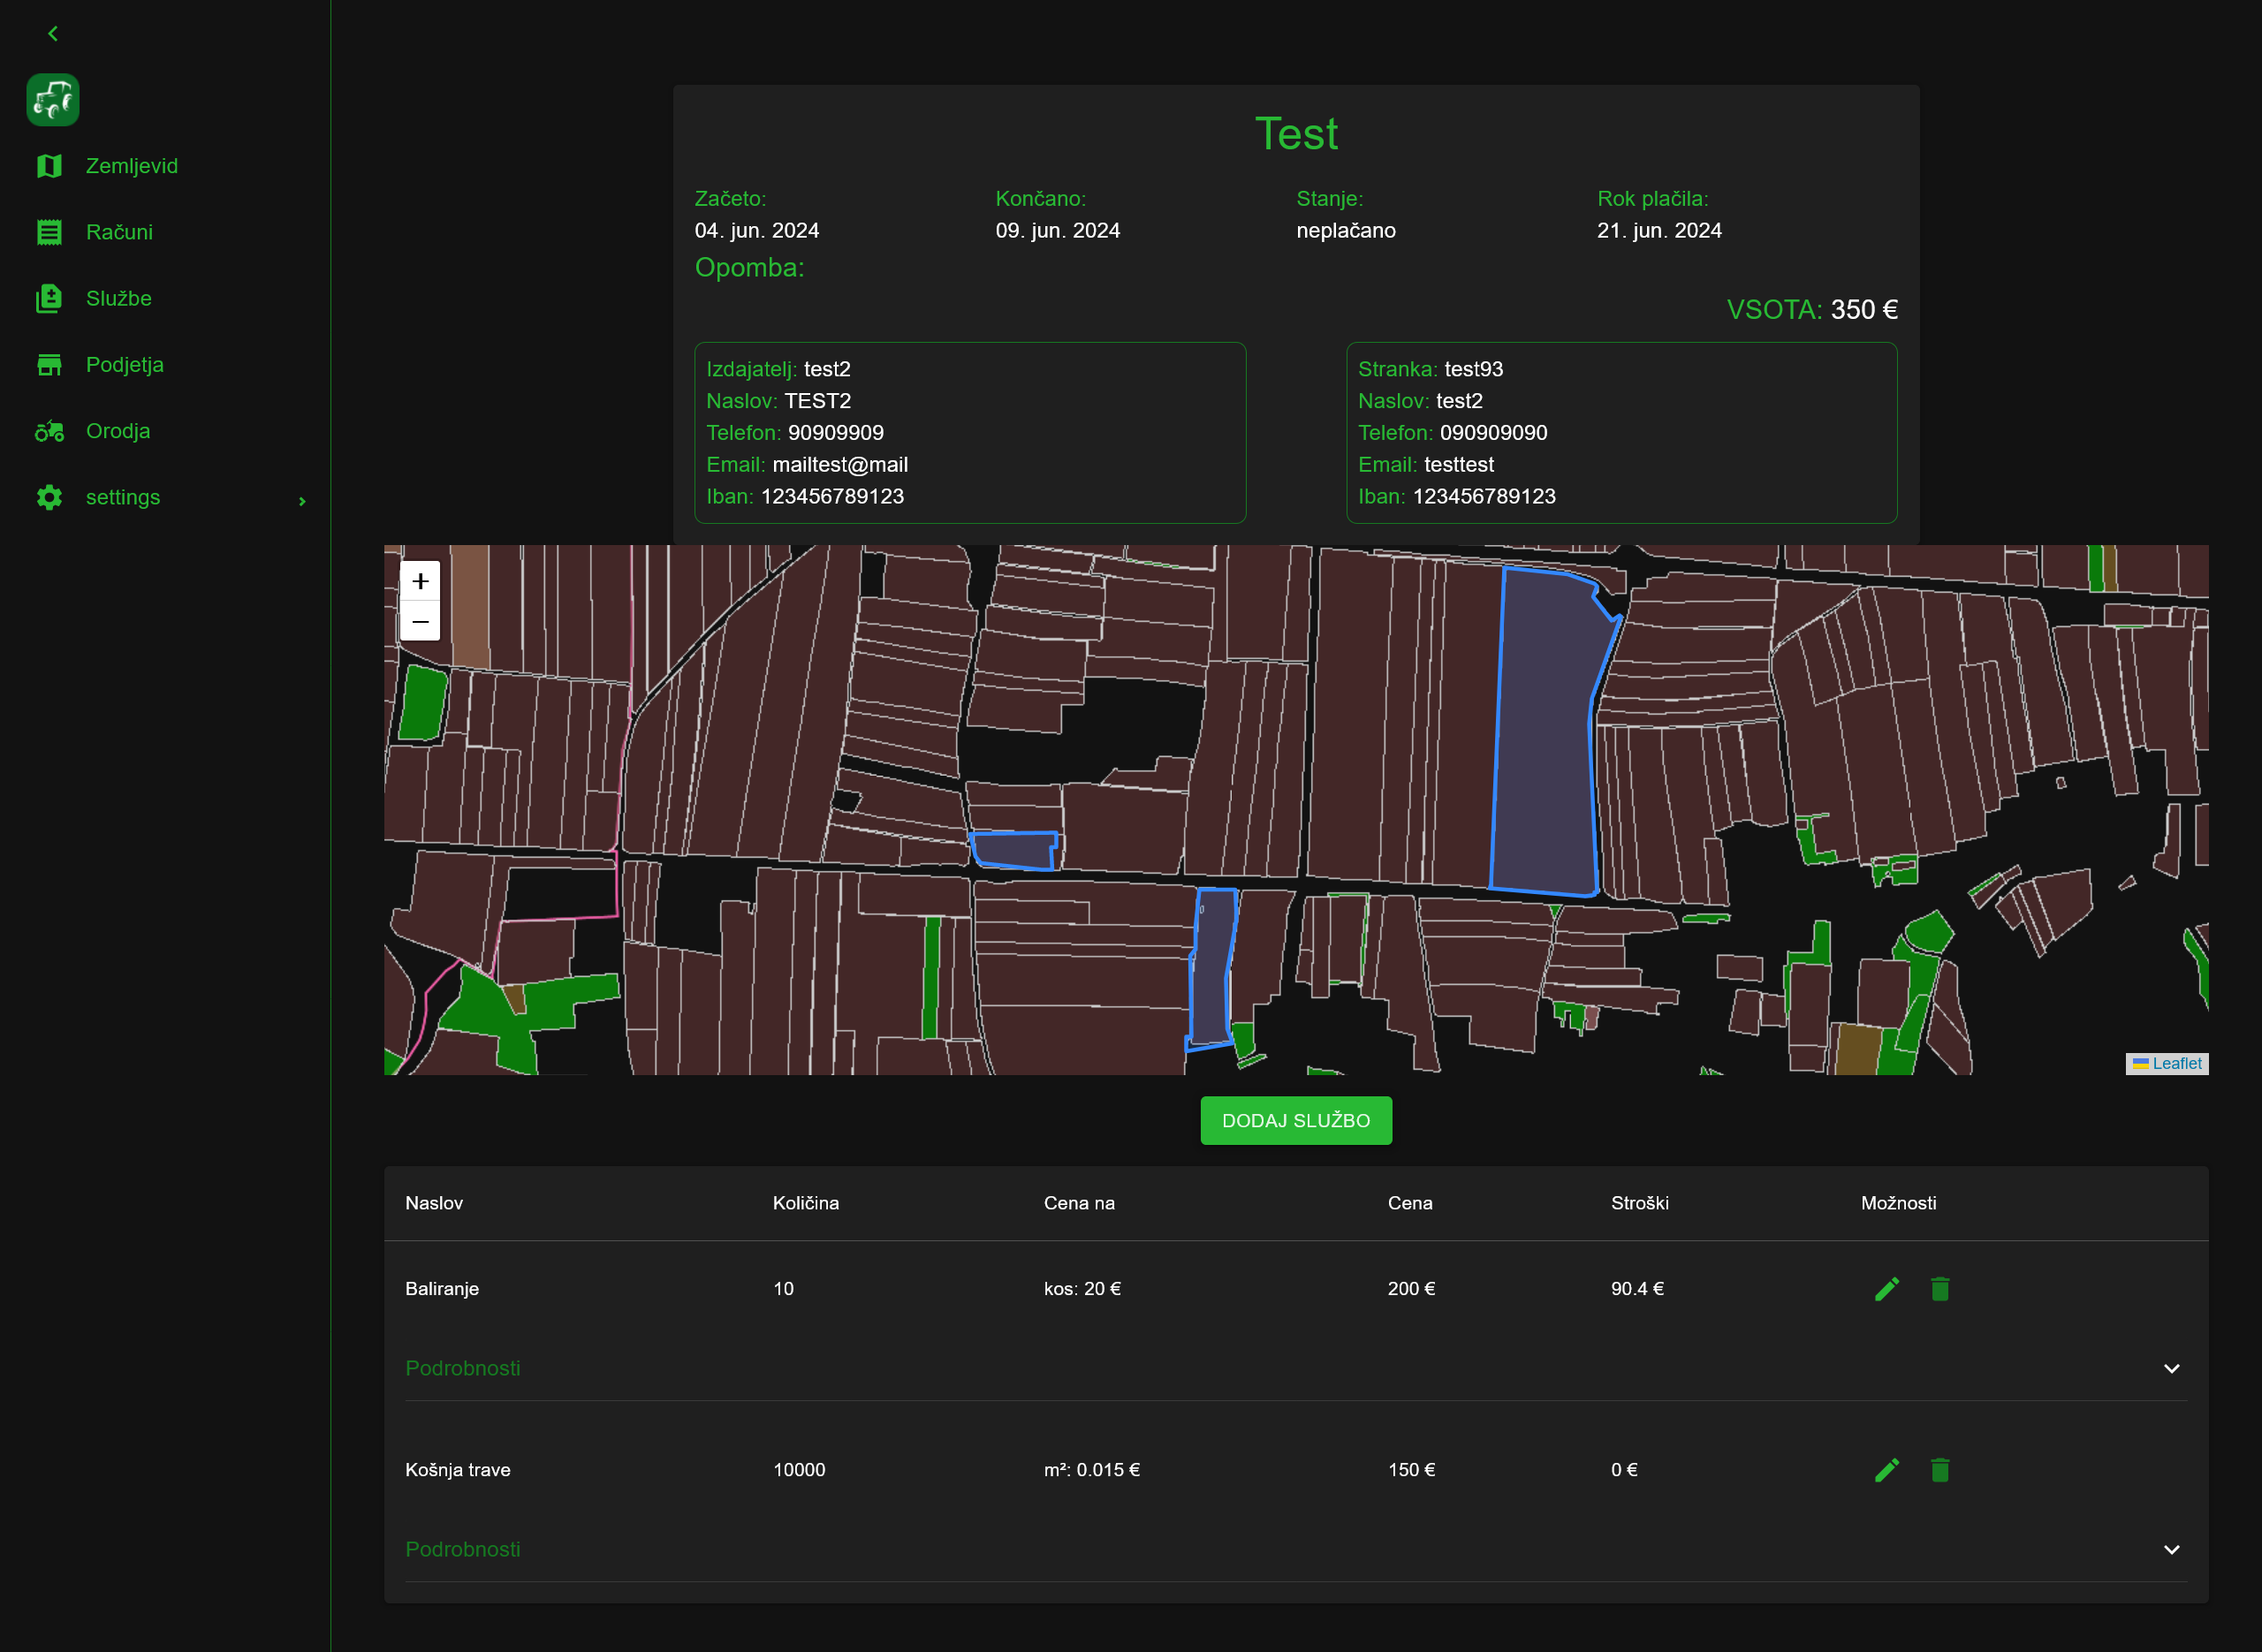 Zemljevid
Računi
Službe
Podjetja
Orodja
settings
Test
Začeto: Končano: Stanje: Rok plačila:
04. jun. 2024 09. jun. 2024 neplačano 21. jun. 2024
Opomba:
VSOTA: 350 €
Izdajatelj: test2
Naslov: TEST2
Telefon: 90909909
Email: mailtest@mail
Iban: 123456789123
Stranka: test93
Naslov: test2
Telefon: 090909090
Email: testtest
Iban: 123456789123
+
−
Leaflet
DODAJ SLUŽBO
Naslov Količina Cena na Cena Stroški Možnosti
Baliranje 10 kos: 20 € 200 € 90.4 €
Podrobnosti
Košnja trave 10000 m²: 0.015 € 150 € 0 €
Podrobnosti